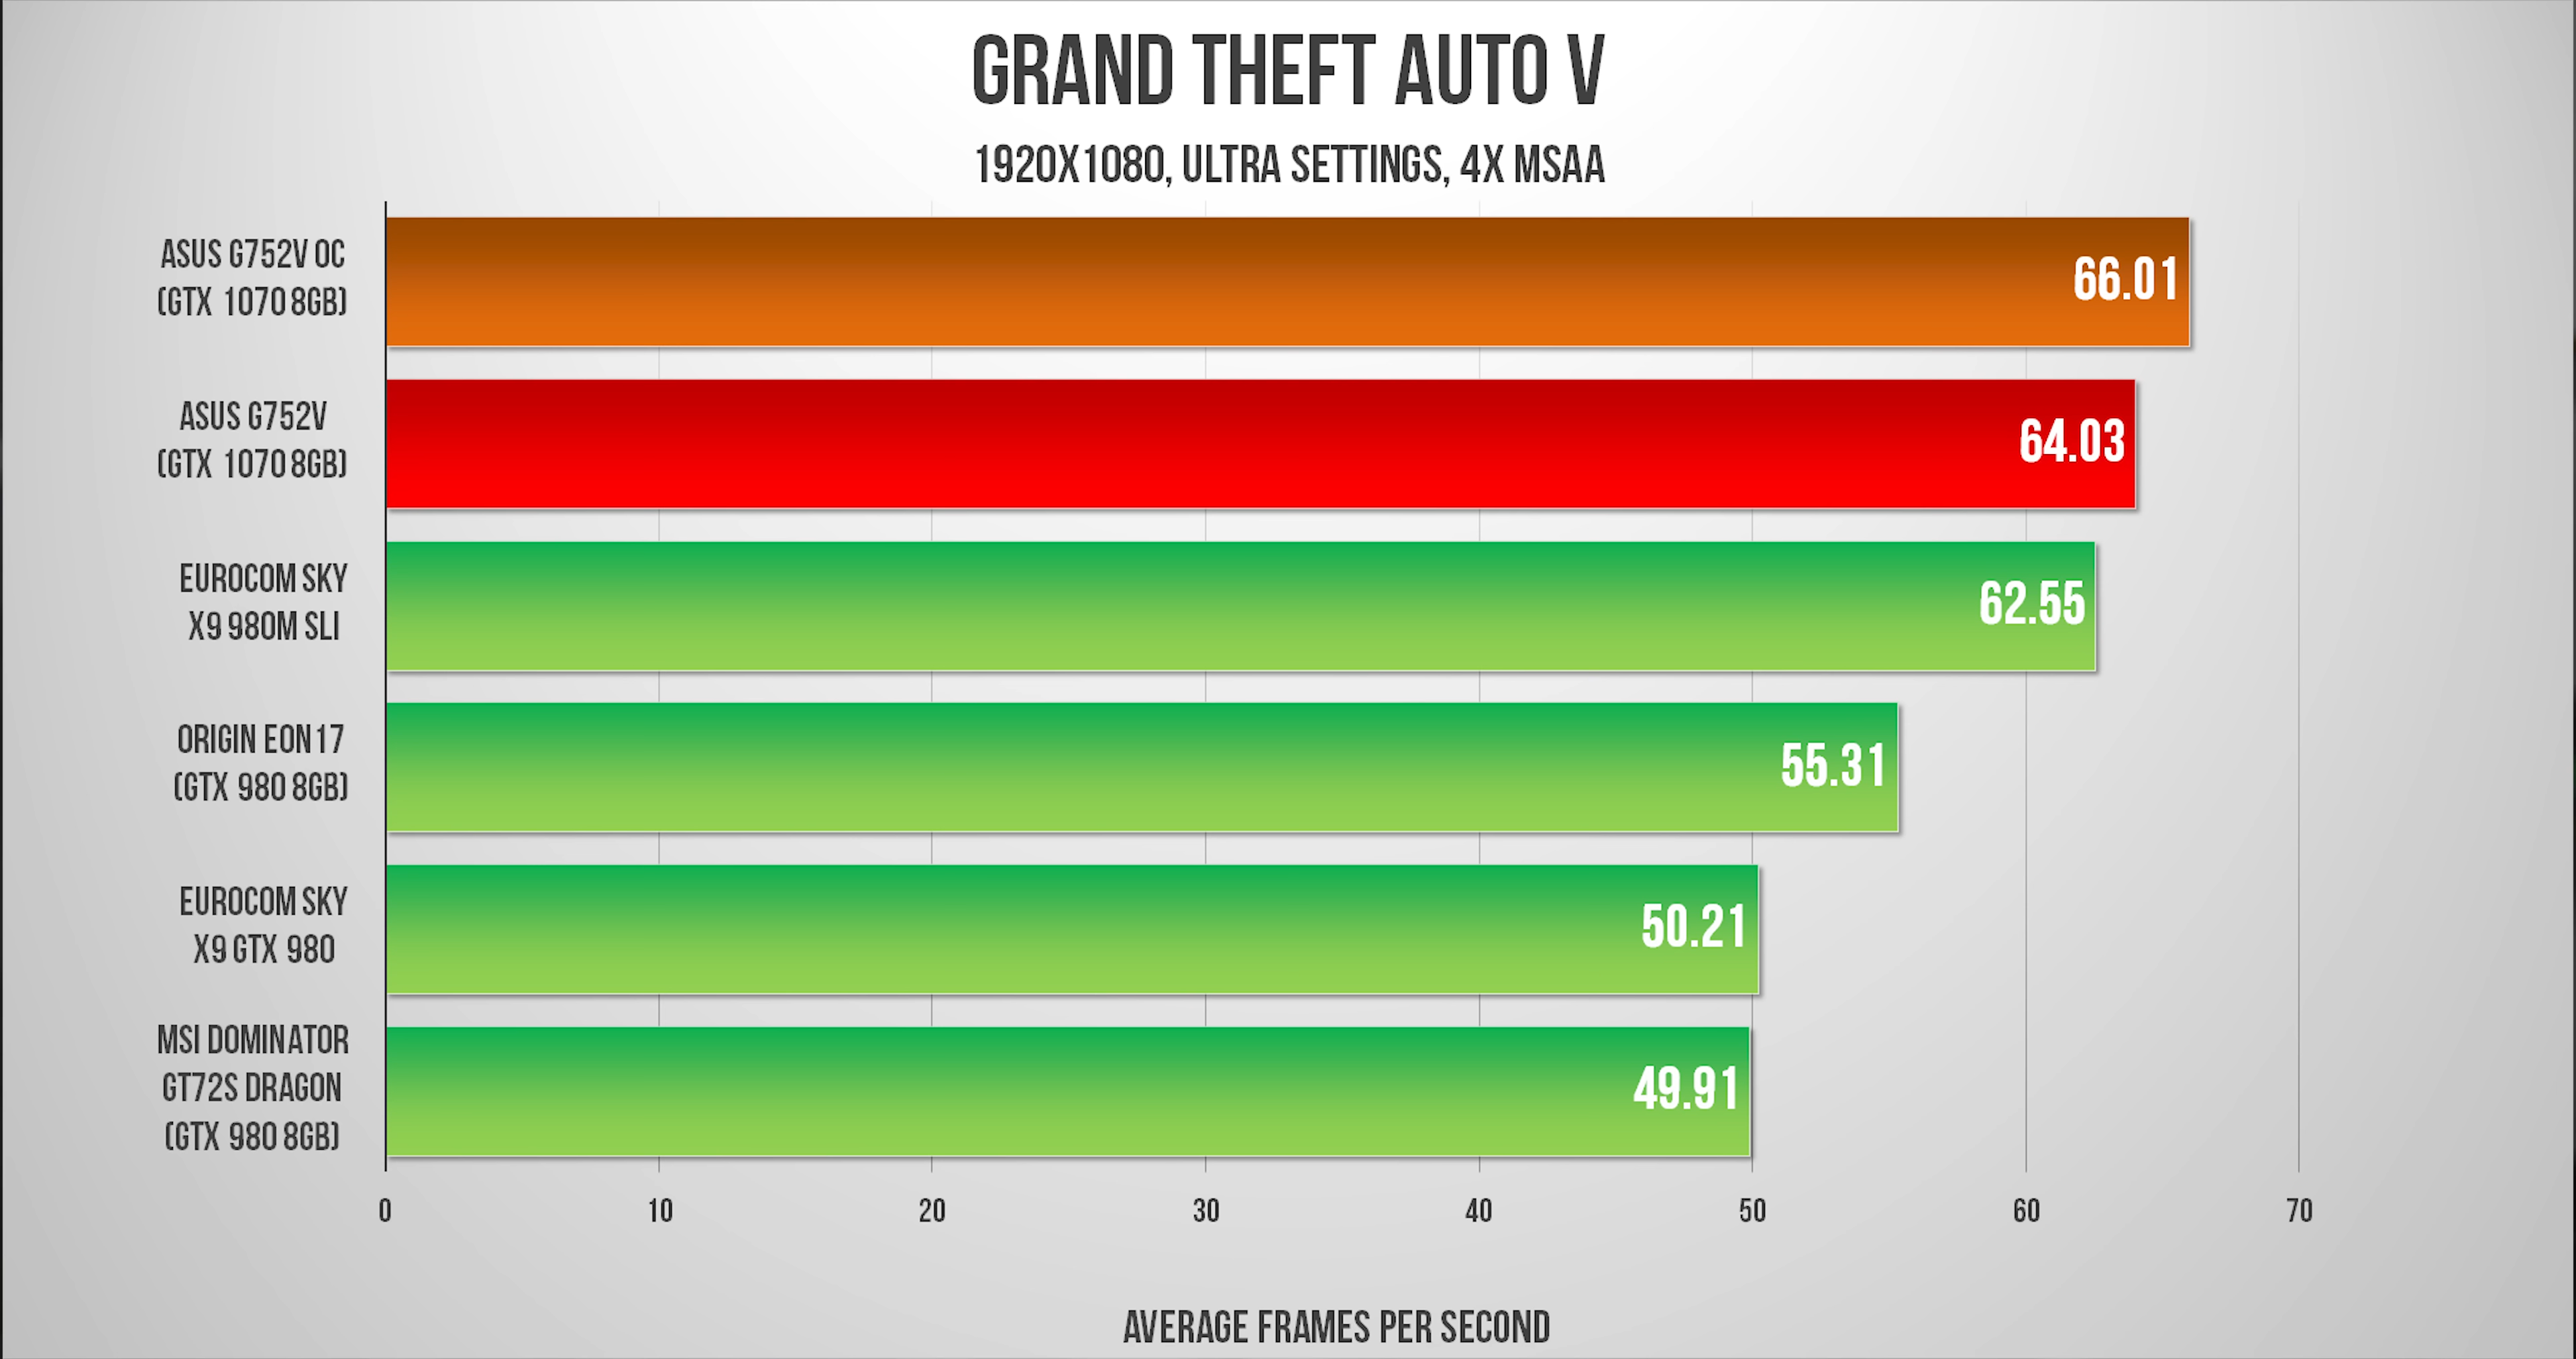 GRAND THEFT AUTO V
1920X1080, ULTRA SETTINGS, 4X MSAA
ASUS G752V OC
(GTX 1070 8GB)
66.01
ASUS G752V
(GTX 1070 8GB)
64.03
EUROCOM SKY
X9 980M SLI
62.55
ORIGIN EON17
(GTX 980 8GB)
55.31
EUROCOM SKY
X9 GTX 980
50.21
MSI DOMINATOR
GT72S DRAGON
(GTX 980 8GB)
49.91
0 10 20 30 40 50 60 70
AVERAGE FRAMES PER SECOND